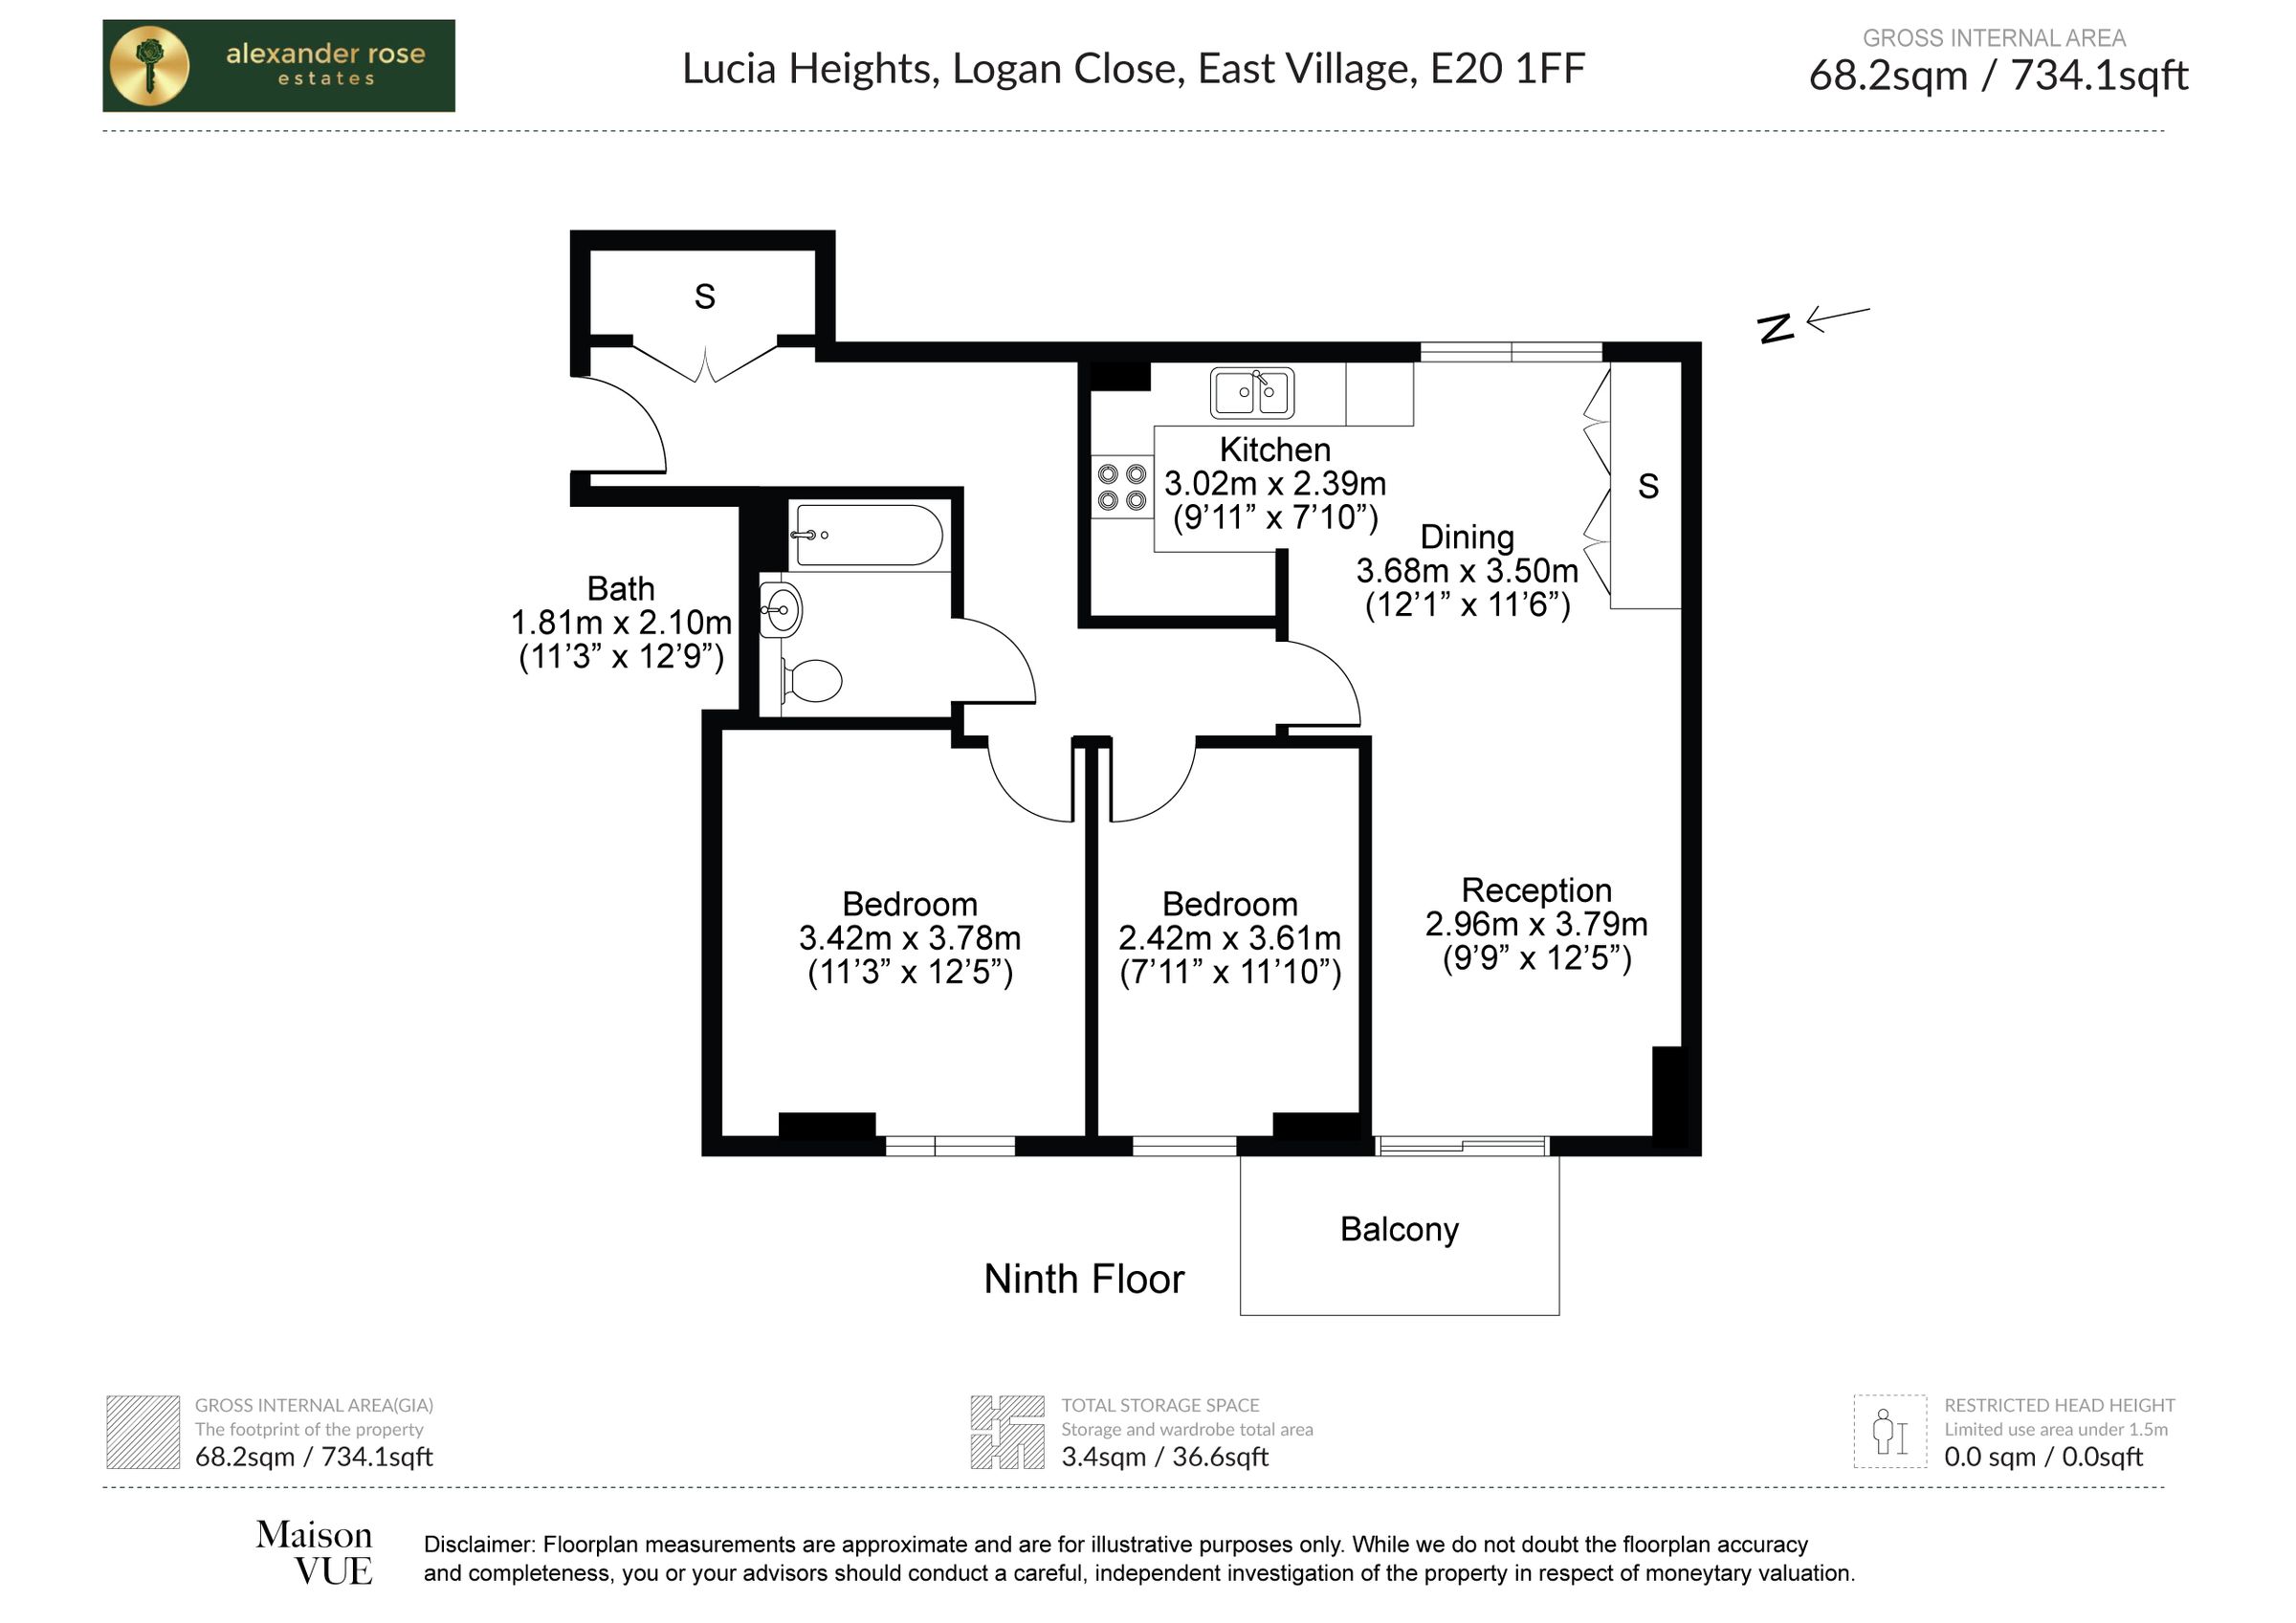 alexander rose
estates
Lucia Heights, Logan Close, East Village, E20 1FF
GROSS INTERNAL AREA
68.2sqm / 734.1sqft
S
N
Kitchen
3.02m x 2.39m
(9’11” x 7’10”)
S
Dining
3.68m x 3.50m
(12’1” x 11’6”)
Bath
1.81m x 2.10m
(11’3” x 12’9”)
Bedroom
3.42m x 3.78m
(11’3” x 12’5”)
Bedroom
2.42m x 3.61m
(7’11” x 11’10”)
Reception
2.96m x 3.79m
(9’9” x 12’5”)
Balcony
Ninth Floor
GROSS INTERNAL AREA(GIA)
The footprint of the property
68.2sqm / 734.1sqft
TOTAL STORAGE SPACE
Storage and wardrobe total area
3.4sqm / 36.6sqft
RESTRICTED HEAD HEIGHT
Limited use area under 1.5m
0.0 sqm / 0.0sqft
Maison
VUE
Disclaimer: Floorplan measurements are approximate and are for illustrative purposes only. While we do not doubt the floorplan accuracy
and completeness, you or your advisors should conduct a careful, independent investigation of the property in respect of moneytary valuation.